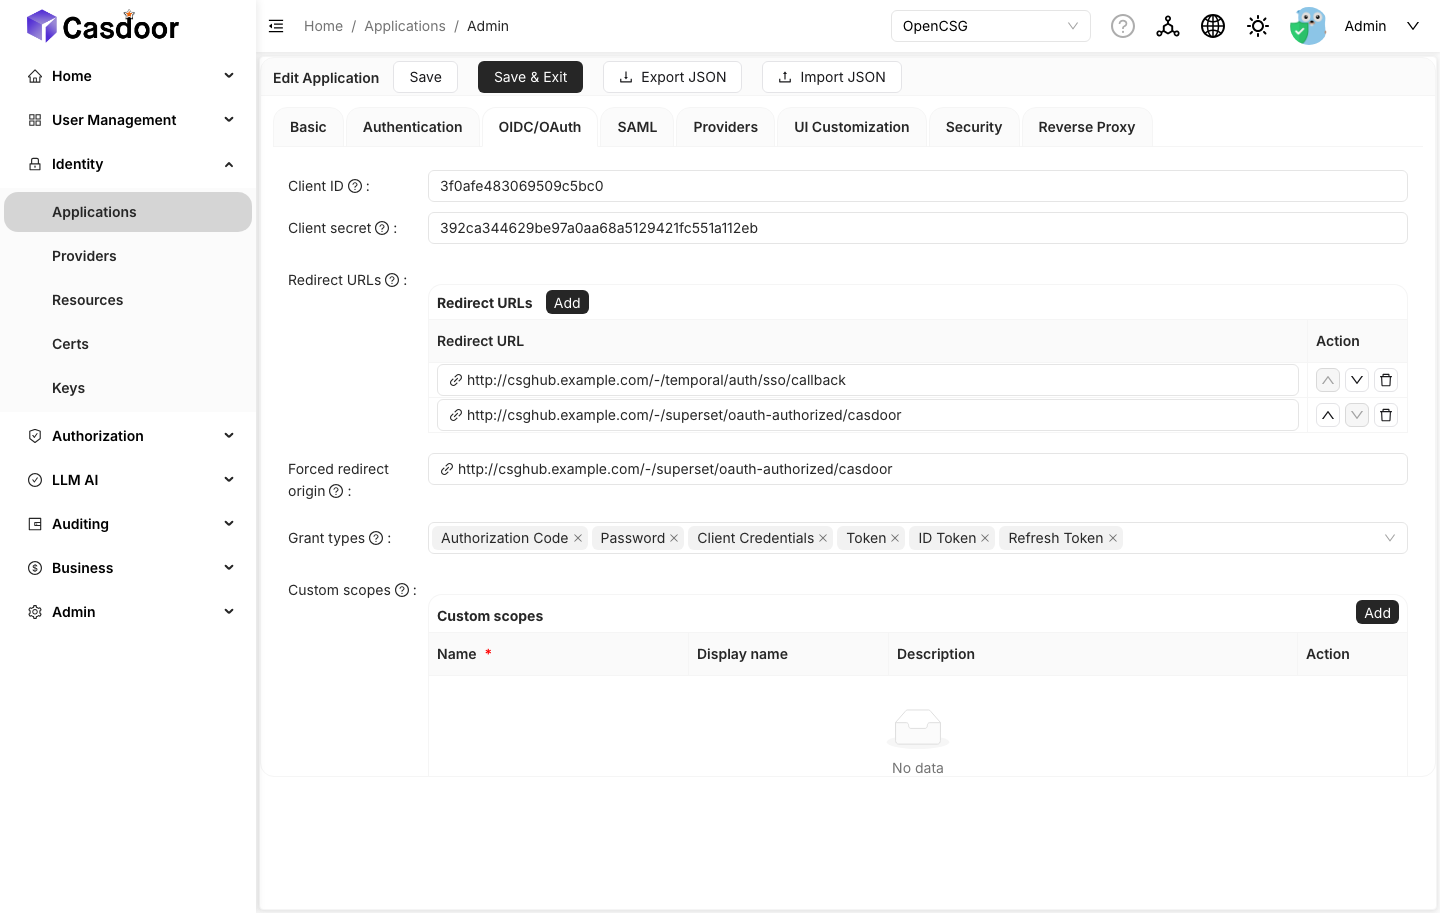 Casdoor
Home / Applications / Admin
OpenCSG
Admin
Home
User Management
Identity
Applications
Providers
Resources
Certs
Keys
Authorization
LLM AI
Auditing
Business
Admin
Edit Application
Save
Save & Exit
Export JSON
Import JSON
Basic
Authentication
OIDC/OAuth
SAML
Providers
UI Customization
Security
Reverse Proxy
Client ID ? :
3f0afe483069509c5bc0
Client secret ? :
392ca344629be97a0aa68a5129421fc551a112eb
Redirect URLs ? :
Redirect URLs
Add
Redirect URL
Action
http://csghub.example.com/-/temporal/auth/sso/callback
http://csghub.example.com/-/superset/oauth-authorized/casdoor
Forced redirect
origin ? :
http://csghub.example.com/-/superset/oauth-authorized/casdoor
Grant types ? :
Authorization Code × Password × Client Credentials × Token × ID Token × Refresh Token ×
Custom scopes ? :
Custom scopes
Add
Name *
Display name
Description
Action
No data